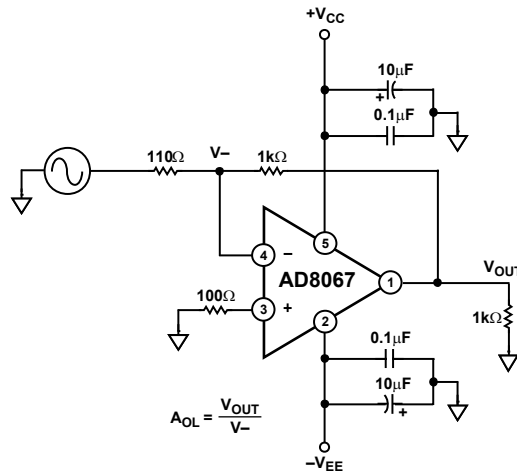 +VCC
10µF
+
0.1µF
110Ω
V–
1kΩ
5
4
–
AD8067
1
VOUT
100Ω
3
+
2
1kΩ
0.1µF
10µF
+
AOL = VOUT
V–
–VEE